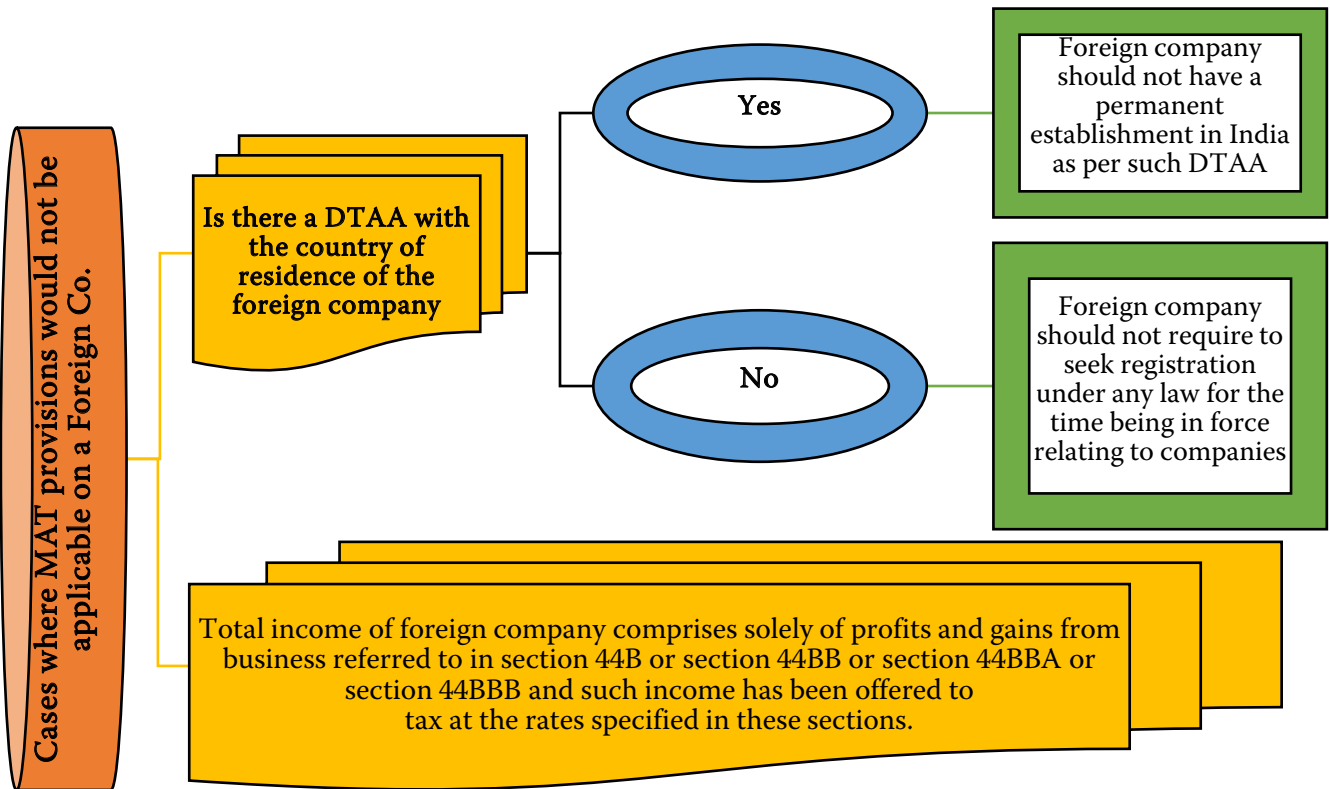 Cases where MAT provisions would not be
applicable on a Foreign Co.
Is there a DTAA with
the country of
residence of the
foreign company
Yes
Foreign company
should not have a
permanent
establishment in India
as per such DTAA
No
Foreign company
should not require to
seek registration
under any law for the
time being in force
relating to companies
Total income of foreign company comprises solely of profits and gains from
business referred to in section 44B or section 44BB or section 44BBA or
section 44BBB and such income has been offered to
tax at the rates specified in these sections.